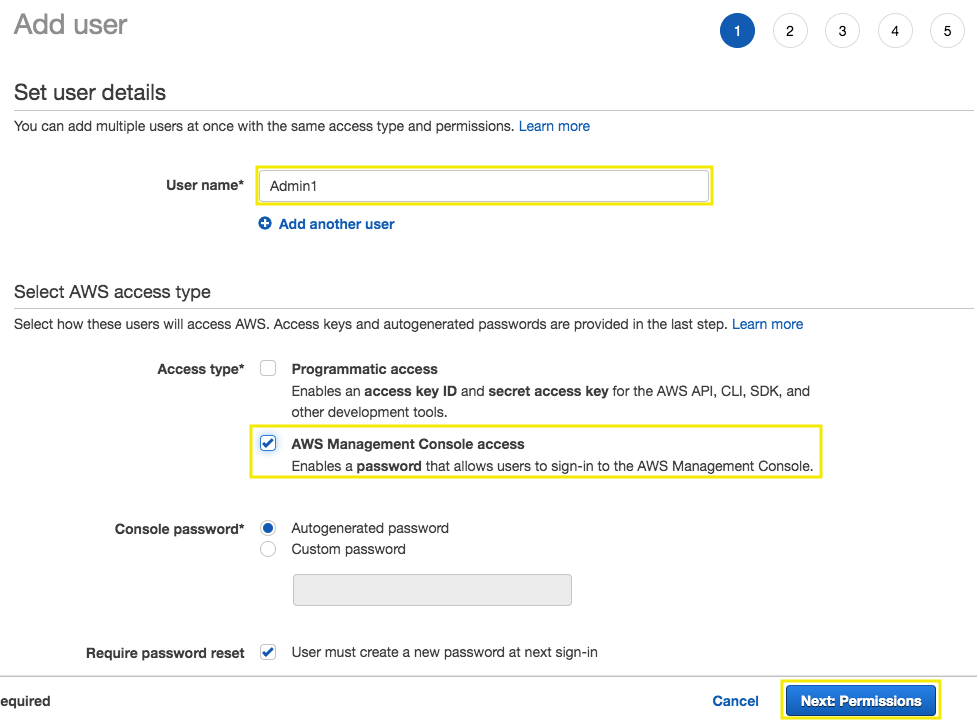 Add user
1 2 3 4 5
Set user details
You can add multiple users at once with the same access type and permissions. Learn more
User name* Admin1
Add another user
Select AWS access type
Select how these users will access AWS. Access keys and autogenerated passwords are provided in the last step. Learn more
Access type* Programmatic access
Enables an access key ID and secret access key for the AWS API, CLI, SDK, and
other development tools.
AWS Management Console access
Enables a password that allows users to sign-in to the AWS Management Console.
Console password* Autogenerated password
Custom password
Require password reset User must create a new password at next sign-in
equired Cancel Next: Permissions